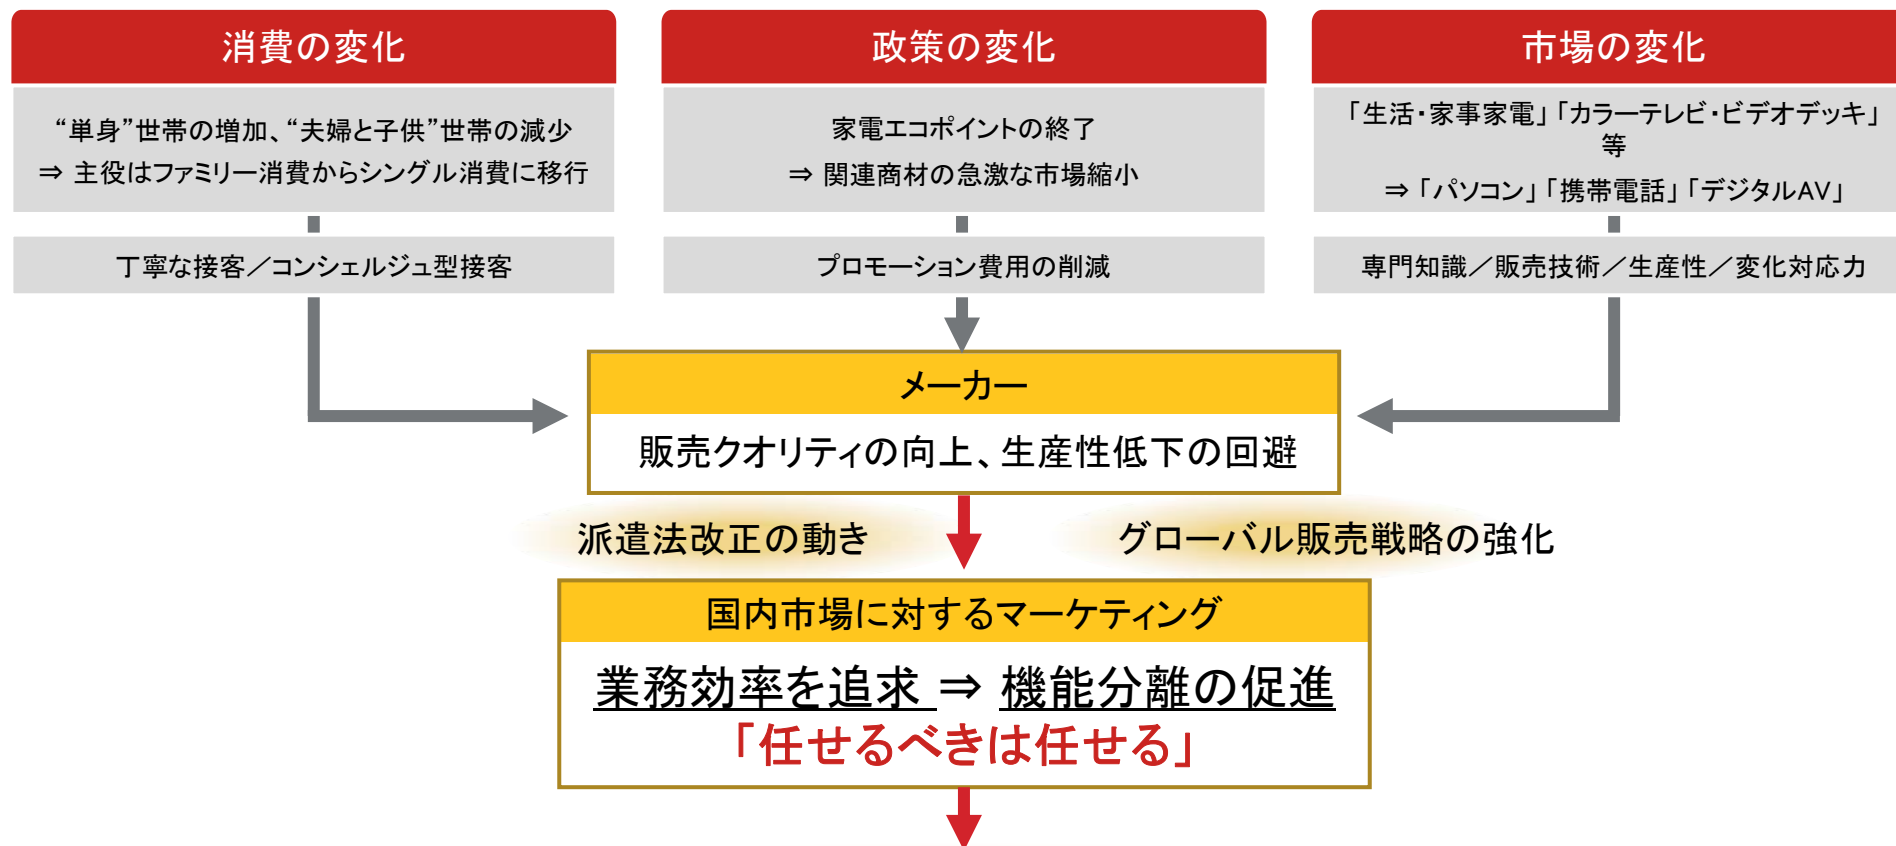 消費の変化
“単身”世帯の増加、“夫婦と子供”世帯の減少
⇒ 主役はファミリー消費からシングル消費に移行
丁寧な接客／コンシェルジュ型接客
政策の変化
家電エコポイントの終了
⇒ 関連商材の急激な市場縮小
プロモーション費用の削減
市場の変化
「生活・家事家電」「カラーテレビ・ビデオデッキ」
等
⇒「パソコン」「携帯電話」「デジタルAV」
専門知識／販売技術／生産性／変化対応力
メーカー
販売クオリティの向上、生産性低下の回避
派遣法改正の動き
グローバル販売戦略の強化
国内市場に対するマーケティング
業務効率を追求 ⇒ 機能分離の促進
「任せるべきは任せる」